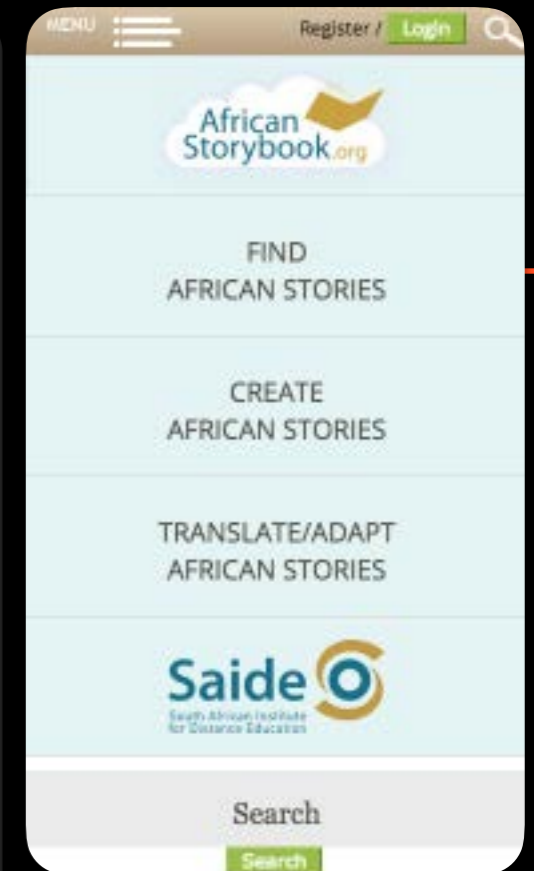 MENU
Register / Login
African
Storybook.org
FIND
AFRICAN STORIES
CREATE
AFRICAN STORIES
TRANSLATE/ADAPT
AFRICAN STORIES
Saide
South African Institute
for Distance Education
Search
Search